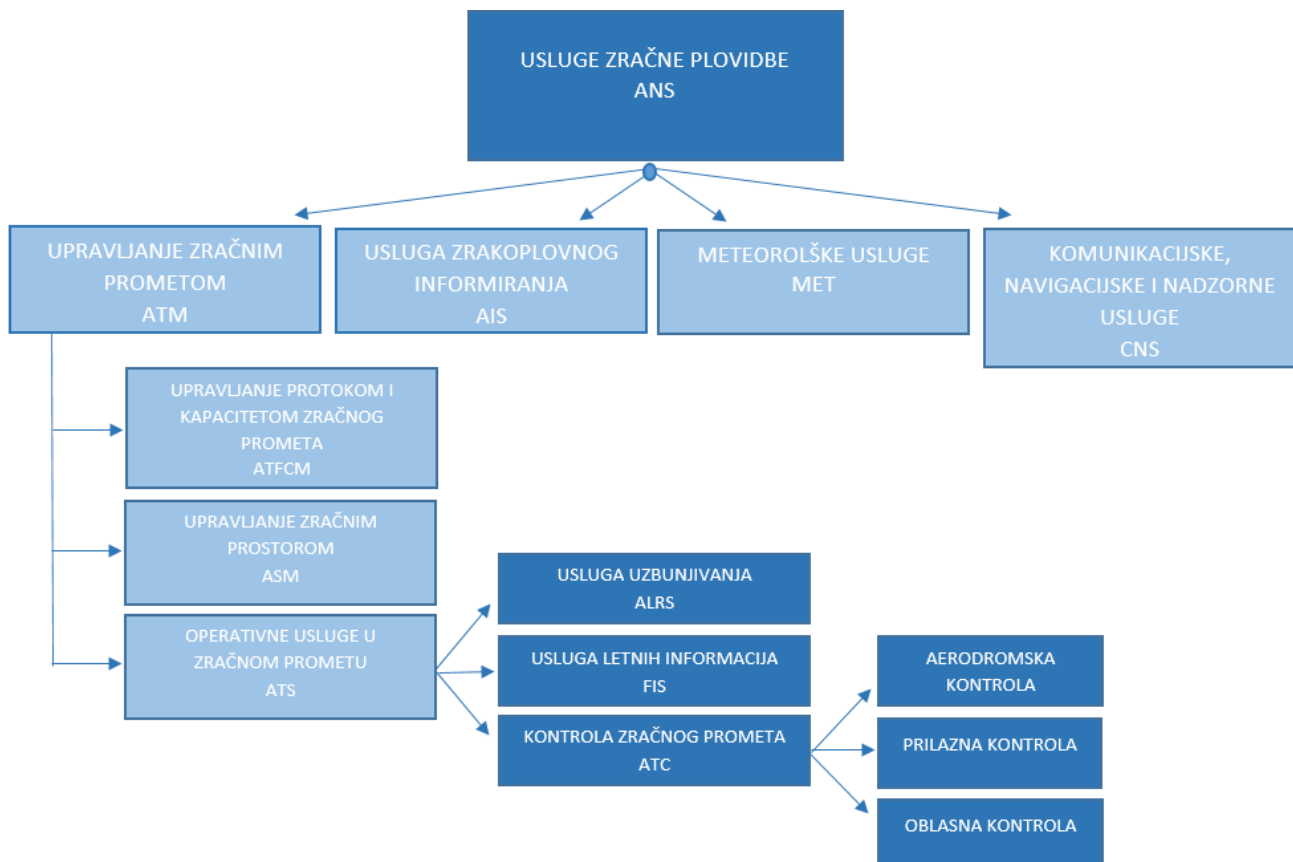 USLUGE ZRAČNE PLOVIDBE
ANS
UPRAVLJANJE ZRAČNIM
PROMETOM
ATM
USLUGA ZRAKOPLOVNOG
INFORMIRANJA
AIS
METEOROLŠKE USLUGE
MET
KOMUNIKACIJSKE,
NAVIGACIJSKE I NADZORNE
USLUGE
CNS
UPRAVLJANJE PROTOKOM I
KAPACITETOM ZRAČNOG
PROMETA
ATFCM
UPRAVLJANJE ZRAČNIM
PROSTOROM
ASM
OPERATIVNE USLUGE U
ZRAČNOM PROMETU
ATS
USLUGA UZBUNJIVANJA
ALRS
USLUGA LETNIH INFORMACIJA
FIS
KONTROLA ZRAČNOG PROMETA
ATC
AERODROMSKA
KONTROLA
PRILAZNA KONTROLA
OBLASNA KONTROLA